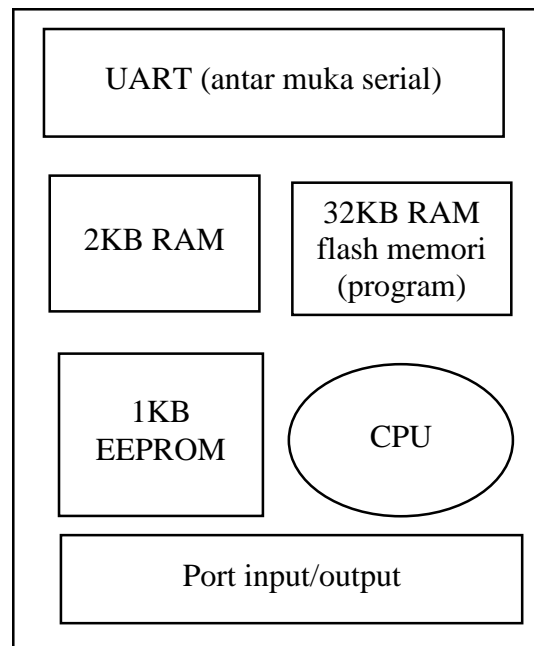 UART (antar muka serial)
2KB RAM
32KB RAM
flash memori
(program)
1KB
EEPROM
CPU
Port input/output